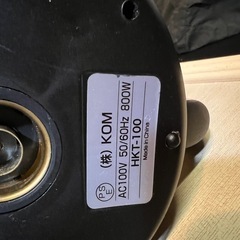 (株) KOM
AC100V 50/60Hz 800W
HKT-100
Made in China
PS
E